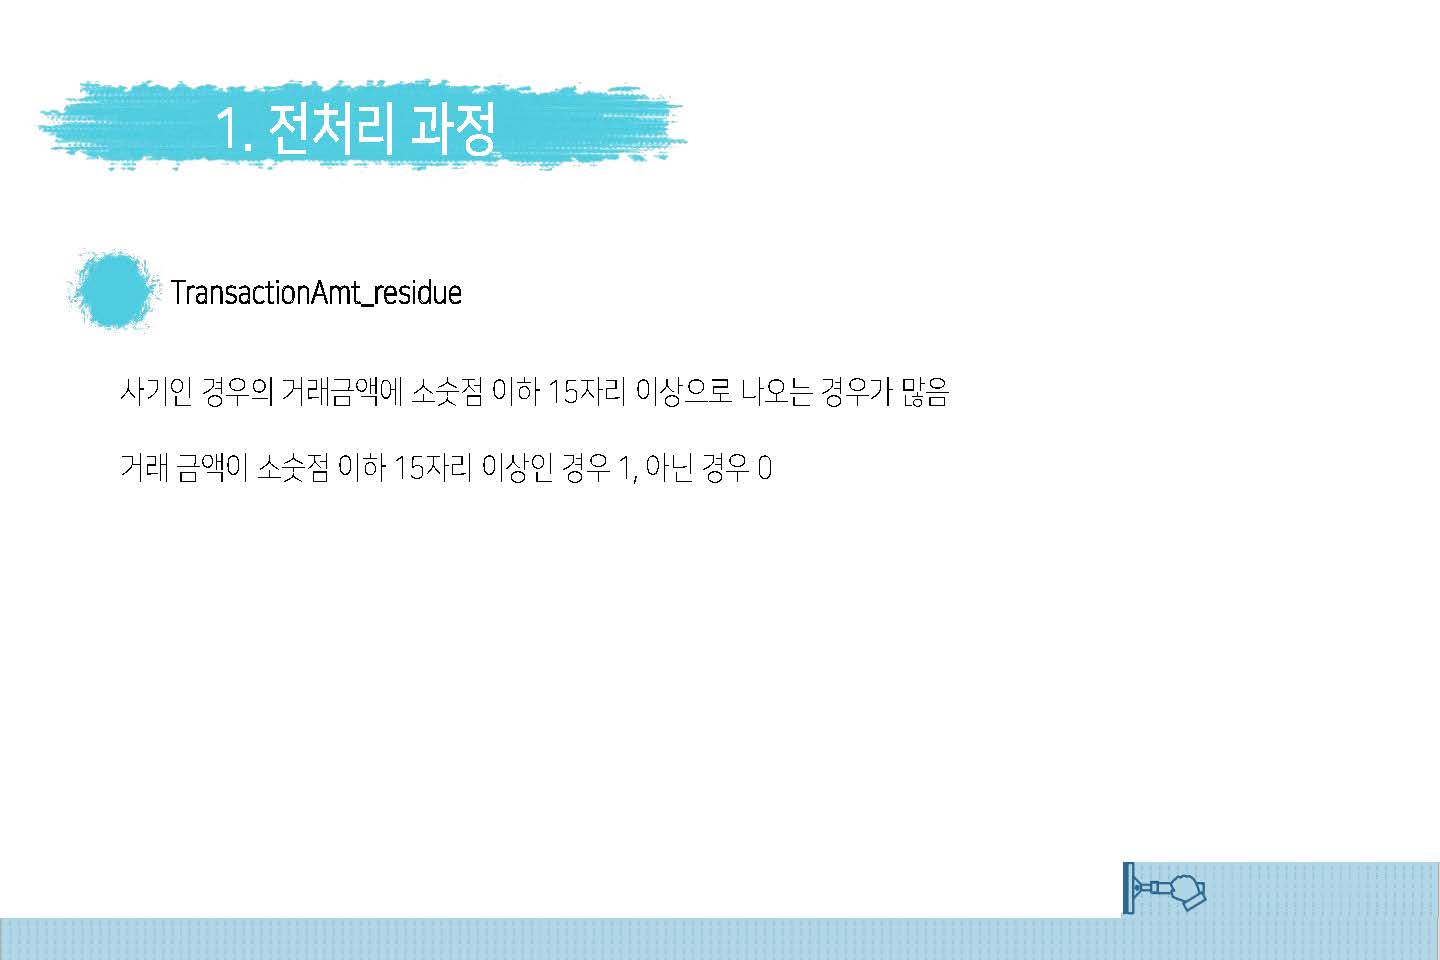 1. 전처리 과정
TransactionAmt_residue
사기인 경우의 거래금액에 소숫점 이하 15자리 이상으로 나오는 경우가 많음
거래 금액이 소숫점 이하 15자리 이상인 경우 1, 아닌 경우 0